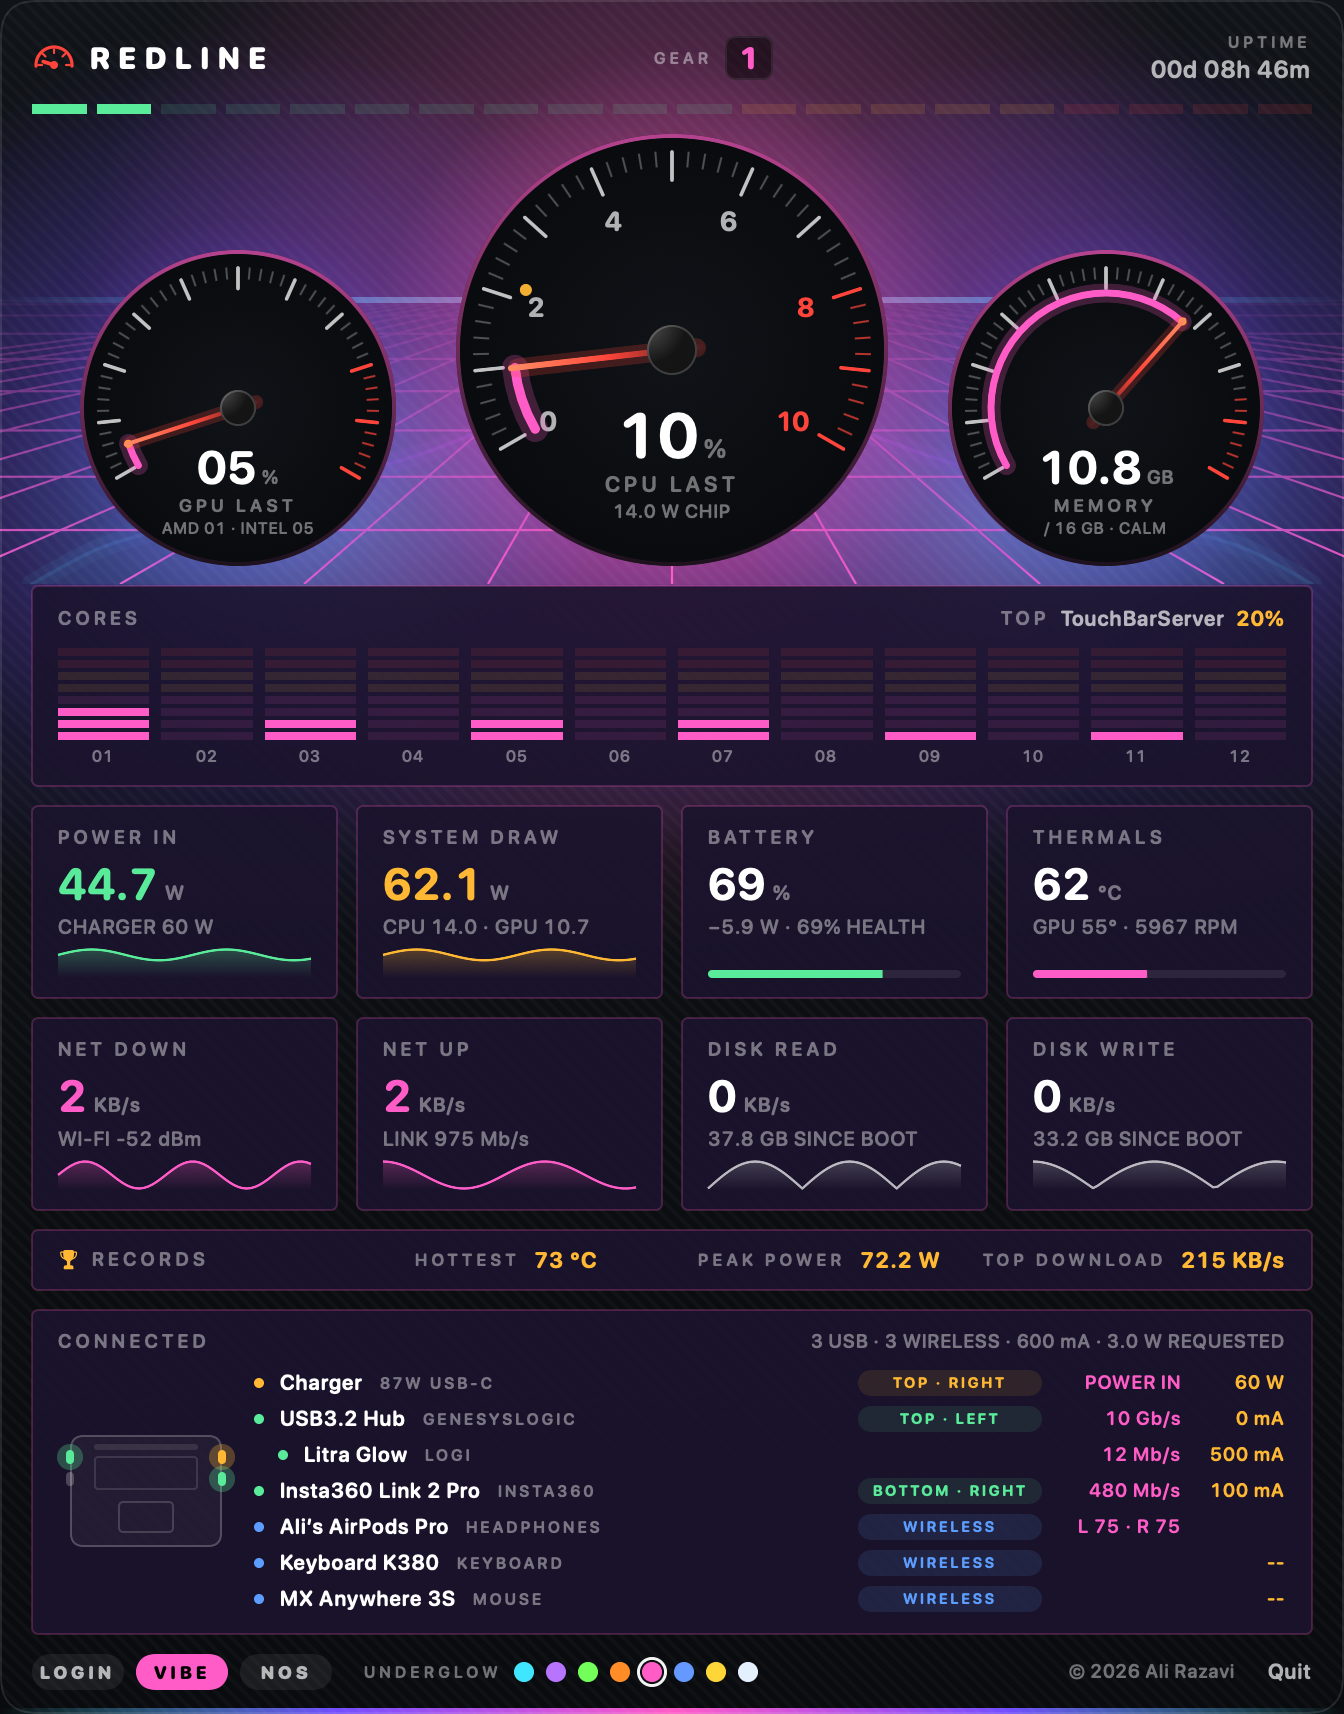 REDLINE
GEAR 1
UPTIME
00d 08h 46m
4 6
2 8
0 10
10 %
CPU LAST
14.0 W CHIP
05 %
GPU LAST
AMD 01 · INTEL 05
10.8 GB
MEMORY
/ 16 GB · CALM
CORES TOP TouchBarServer 20%
01 02 03 04 05 06 07 08 09 10 11 12
POWER IN
44.7 W
CHARGER 60 W
SYSTEM DRAW
62.1 W
CPU 14.0 · GPU 10.7
BATTERY
69 %
−5.9 W · 69% HEALTH
THERMALS
62 °C
GPU 55° · 5967 RPM
NET DOWN
2 KB/s
WI-FI -52 dBm
NET UP
2 KB/s
LINK 975 Mb/s
DISK READ
0 KB/s
37.8 GB SINCE BOOT
DISK WRITE
0 KB/s
33.2 GB SINCE BOOT
RECORDS HOTTEST 73 °C PEAK POWER 72.2 W TOP DOWNLOAD 215 KB/s
CONNECTED 3 USB · 3 WIRELESS · 600 mA · 3.0 W REQUESTED
Charger 87W USB-C TOP · RIGHT POWER IN 60 W
USB3.2 Hub GENESYSLOGIC TOP · LEFT 10 Gb/s 0 mA
Litra Glow LOGI 12 Mb/s 500 mA
Insta360 Link 2 Pro INSTA360 BOTTOM · RIGHT 480 Mb/s 100 mA
Ali’s AirPods Pro HEADPHONES WIRELESS L 75 · R 75
Keyboard K380 KEYBOARD WIRELESS --
MX Anywhere 3S MOUSE WIRELESS --
LOGIN VIBE NOS UNDERGLOW © 2026 Ali Razavi Quit